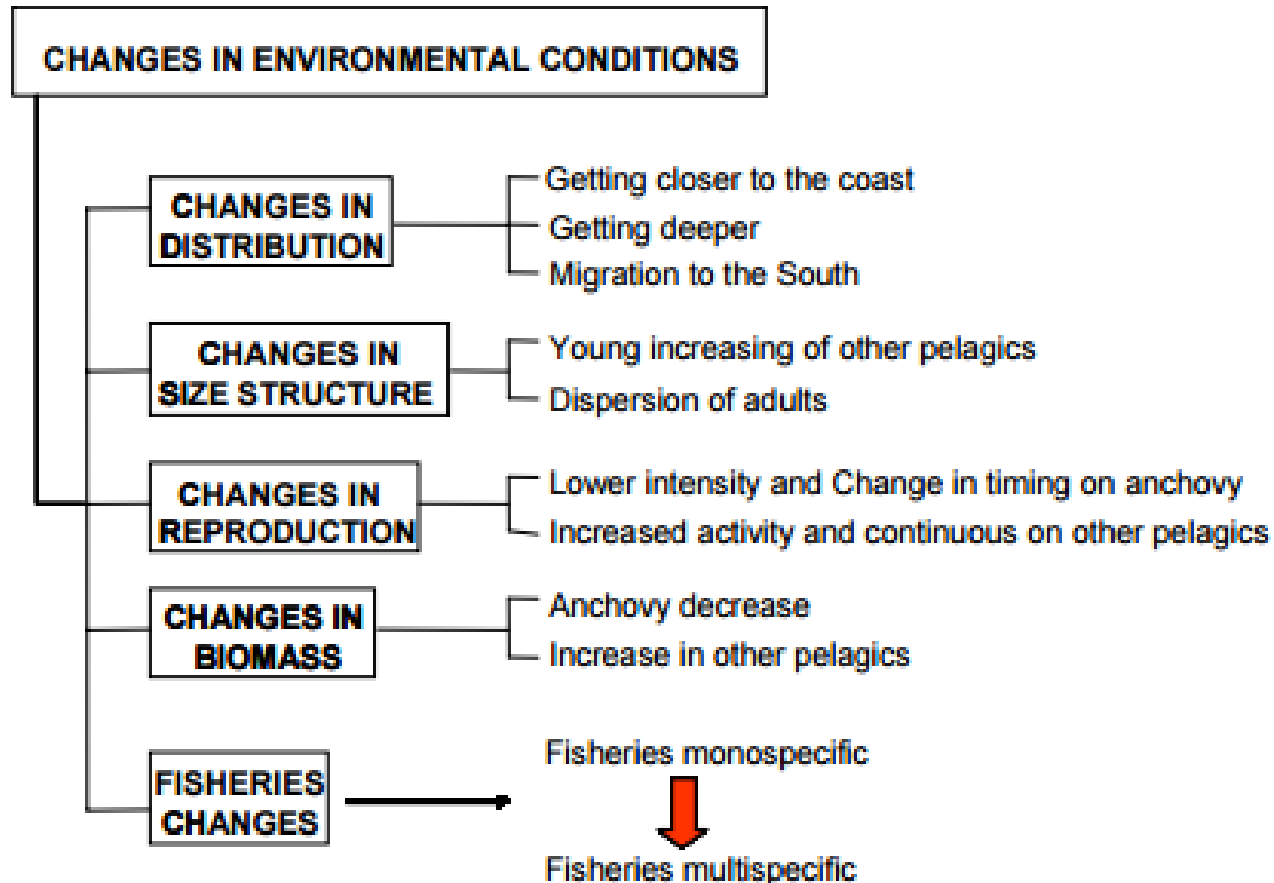 CHANGES IN ENVIRONMENTAL CONDITIONS
CHANGES IN
DISTRIBUTION
Getting closer to the coast
Getting deeper
Migration to the South
CHANGES IN
SIZE STRUCTURE
Young increasing of other pelagics
Dispersion of adults
CHANGES IN
REPRODUCTION
Lower intensity and Change in timing on anchovy
Increased activity and continuous on other pelagics
CHANGES IN
BIOMASS
Anchovy decrease
Increase in other pelagics
FISHERIES
CHANGES
Fisheries monospecific
Fisheries multispecific